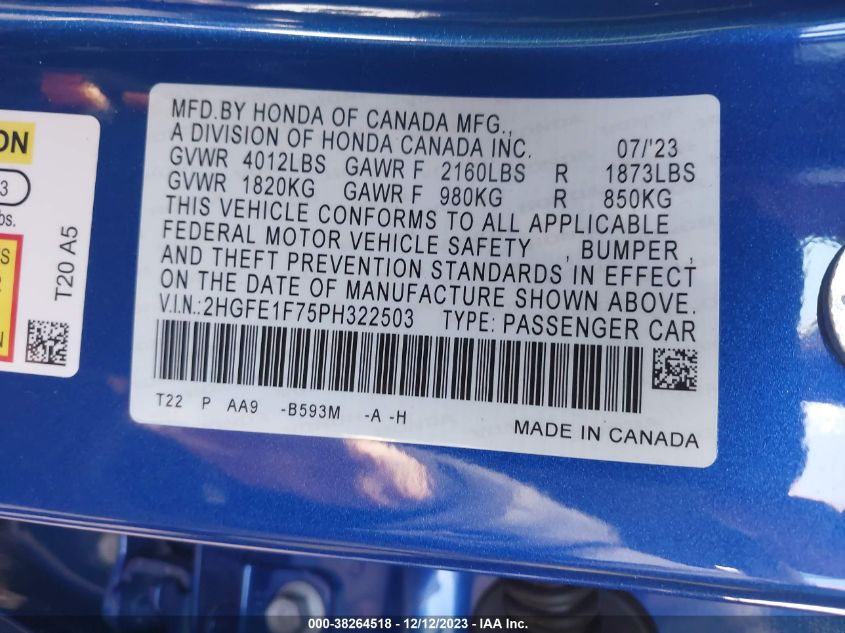 MFD.BY HONDA OF CANADA MFG.,
A DIVISION OF HONDA CANADA INC. 07/'23
GVWR 4012LBS GAWR F 2160LBS R 1873LBS
GVWR 1820KG GAWR F 980KG R 850KG
THIS VEHICLE CONFORMS TO ALL APPLICABLE
FEDERAL MOTOR VEHICLE SAFETY , BUMPER ,
AND THEFT PREVENTION STANDARDS IN EFFECT
ON THE DATE OF MANUFACTURE SHOWN ABOVE.
V.I.N.:2HGFE1F75PH322503 TYPE: PASSENGER CAR
T22 P AA9 -B593M -A -H
MADE IN CANADA
ON
3
bs.
S
N
T20 A5
000-38264518 - 12/12/2023 - IAA Inc.